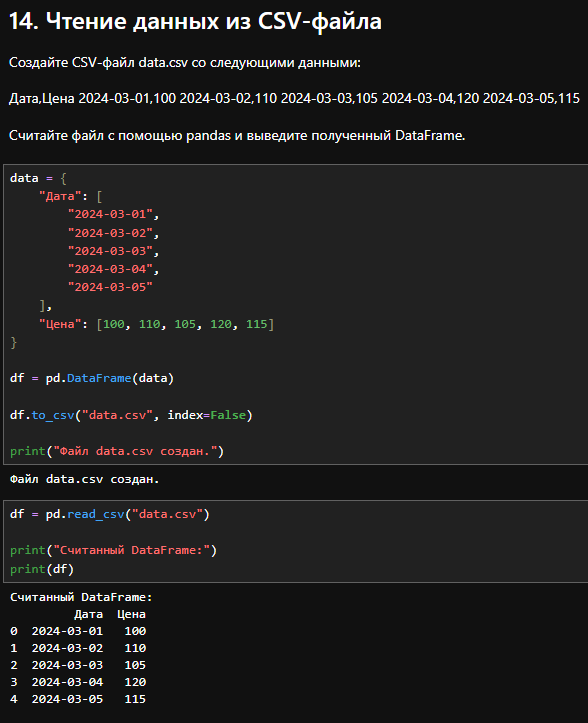 14. Чтение данных из CSV-файла
Создайте CSV-файл data.csv со следующими данными:
Дата,Цена 2024-03-01,100 2024-03-02,110 2024-03-03,105 2024-03-04,120 2024-03-05,115
Считайте файл с помощью pandas и выведите полученный DataFrame.
data = {
    "Дата": [
        "2024-03-01",
        "2024-03-02",
        "2024-03-03",
        "2024-03-04",
        "2024-03-05"
    ],
    "Цена": [100, 110, 105, 120, 115]
}
df = pd.DataFrame(data)
df.to_csv("data.csv", index=False)
print("Файл data.csv создан.")
Файл data.csv создан.
df = pd.read_csv("data.csv")
print("Считанный DataFrame:")
print(df)
Считанный DataFrame:
         Дата  Цена
0  2024-03-01   100
1  2024-03-02   110
2  2024-03-03   105
3  2024-03-04   120
4  2024-03-05   115